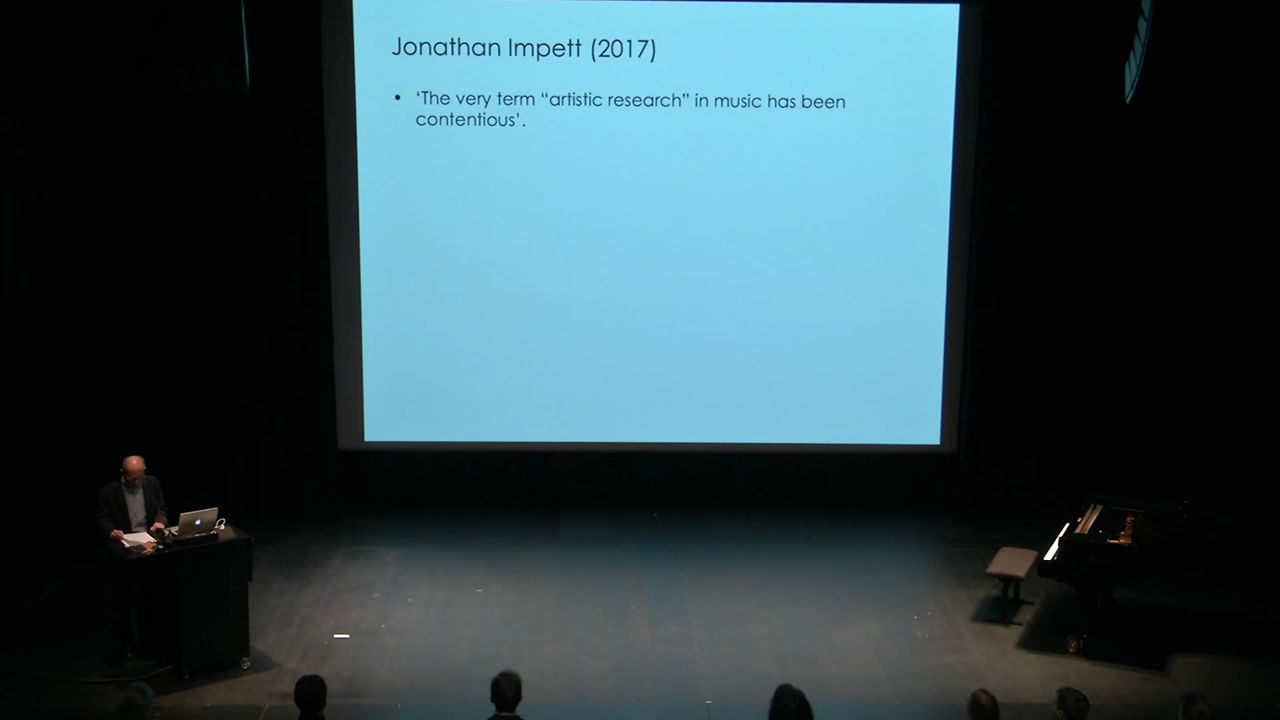 Jonathan Impett (2017)
• ‘The very term “artistic research” in music has been
contentious’.